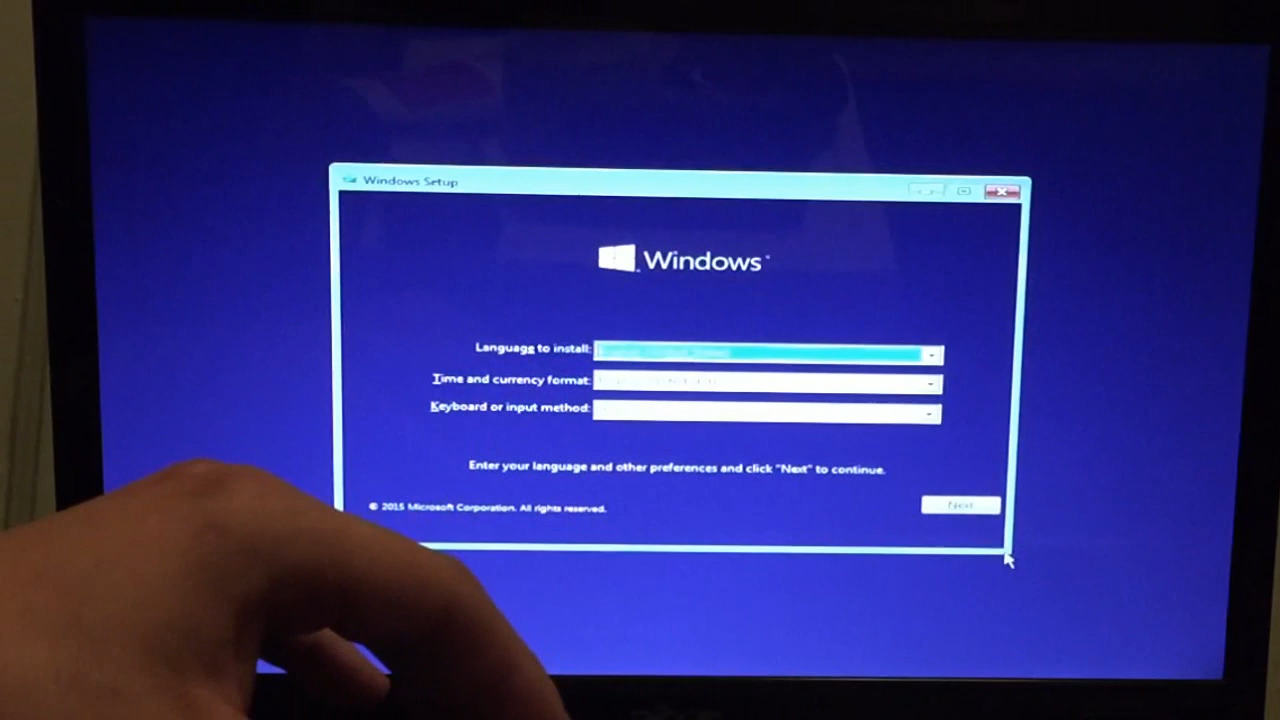 Windows Setup
Windows
Language to install:
Time and currency format:
Keyboard or input method:
Enter your language and other preferences and click "Next" to continue.
© 2015 Microsoft Corporation. All rights reserved.
Next